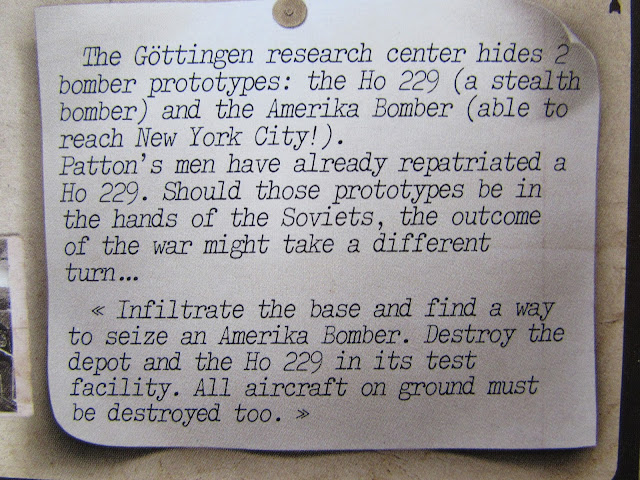 The Göttingen research center hides 2
bomber prototypes: the Ho 229 (a stealth
bomber) and the Amerika Bomber (able to
reach New York City!).
Patton's men have already repatriated a
Ho 229. Should those prototypes be in
the hands of the Soviets, the outcome
of the war might take a different
turn...
« Infiltrate the base and find a way
to seize an Amerika Bomber. Destroy the
depot and the Ho 229 in its test
facility. All aircraft on ground must
be destroyed too. »